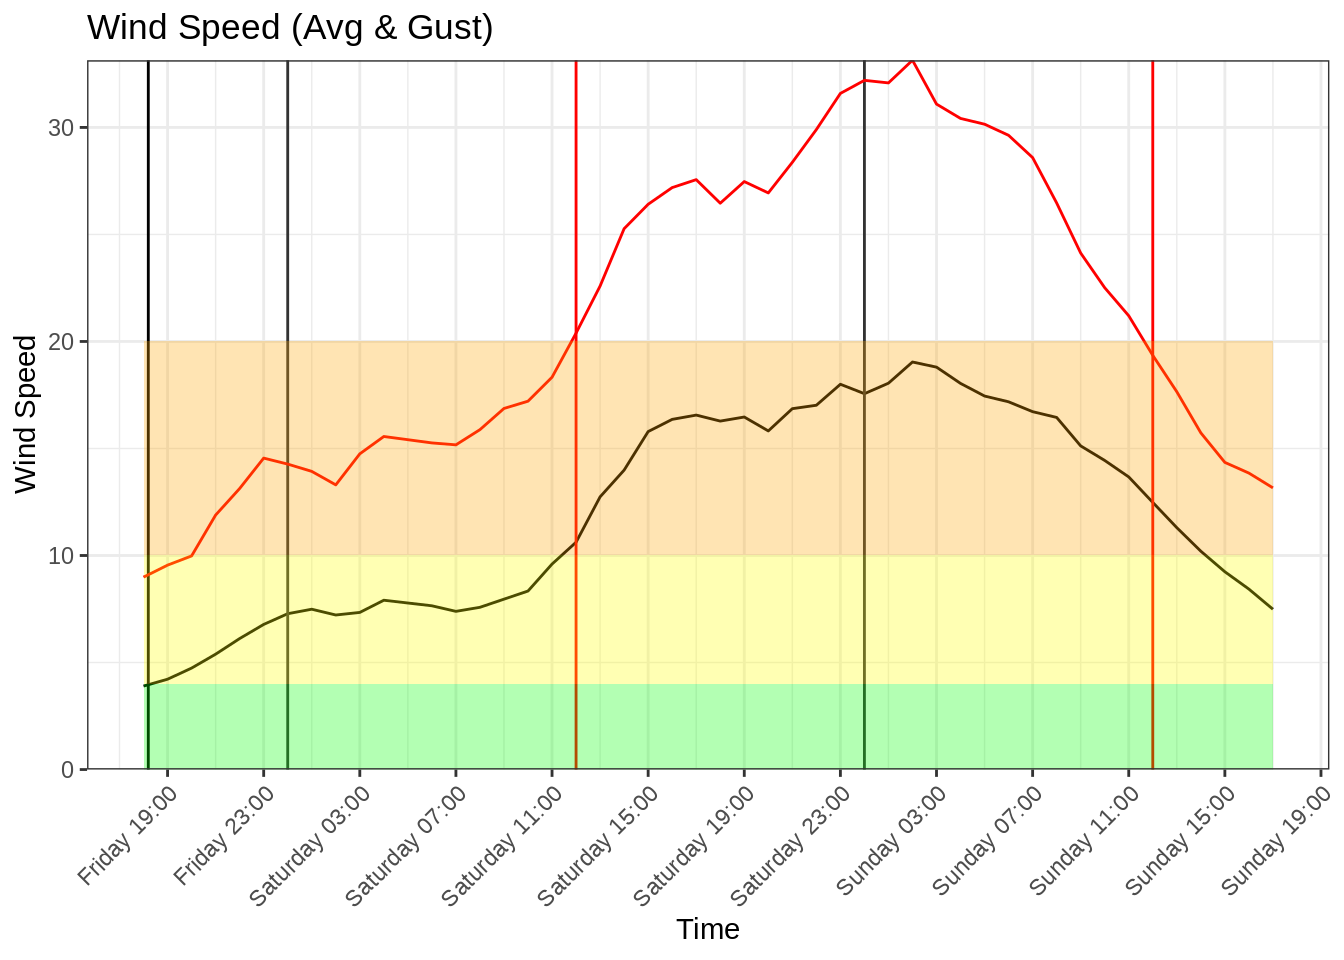 Wind Speed (Avg & Gust)
Wind Speed
30
20
10
0
Friday 19:00
Friday 23:00
Saturday 03:00
Saturday 07:00
Saturday 11:00
Saturday 15:00
Saturday 19:00
Saturday 23:00
Sunday 03:00
Sunday 07:00
Sunday 11:00
Sunday 15:00
Sunday 19:00
Time